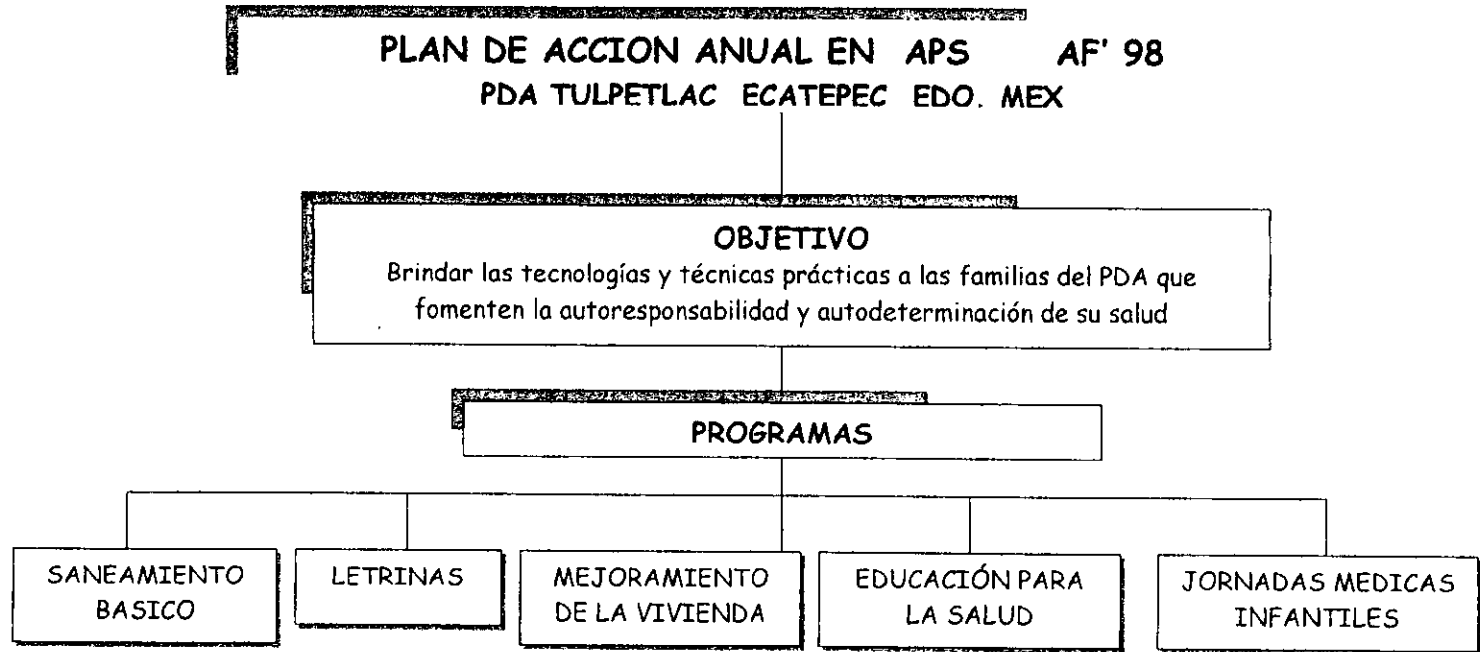 PLAN DE ACCION ANUAL EN APS AF' 98
PDA TULPETLAC ECATEPEC EDO. MEX
OBJETIVO
Brindar las tecnologías y técnicas prácticas a las familias del PDA que
fomenten la autoresponsabilidad y autodeterminación de su salud
PROGRAMAS
SANEAMIENTO
BASICO
LETRINAS
MEJORAMIENTO
DE LA VIVIENDA
EDUCACIÓN PARA
LA SALUD
JORNADAS MEDICAS
INFANTILES